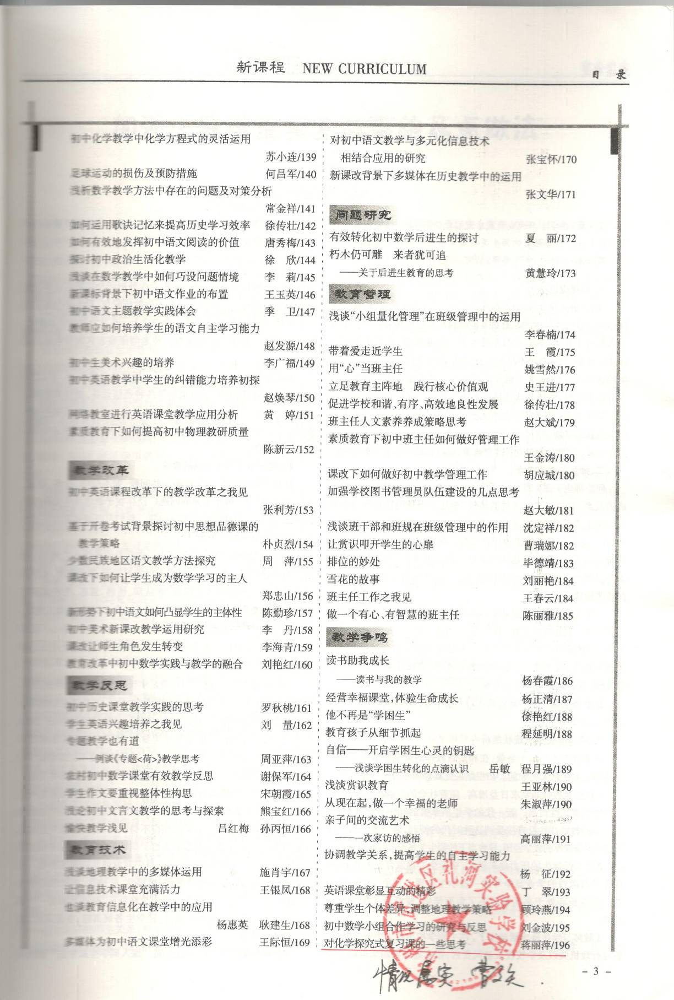 新课程 NEW CURRICULUM
目 录
初中化学教学中化学方程式的灵活运用
苏小连/139
足球运动的损伤及预防措施 何昌军/140
浅析数学教学方法中存在的问题及对策分析
常金祥/141
如何运用歌诀记忆来提高历史学习效率 徐传壮/142
如何有效地发挥初中语文阅读的价值 唐秀梅/143
探讨初中政治生活化教学 徐 欣/144
浅谈在数学教学中如何巧设问题情境 李 莉/145
新课标背景下初中语文作业的布置 王玉英/146
初中语文主题教学实践体会 季 卫/147
教师应如何培养学生的语文自主学习能力
赵发源/148
初中生美术兴趣的培养 李广福/149
初中英语教学中学生的纠错能力培养初探
赵焕琴/150
网络教室进行英语课堂教学应用分析 黄 婷/151
素质教育下如何提高初中物理教研质量
陈新云/152
教学改革
初中英语课程改革下的教学改革之我见
张利芳/153
基于开卷考试背景探讨初中思想品德课的
教学策略 朴贞烈/154
少数民族地区语文教学方法探究 周 萍/155
课改下如何让学生成为数学学习的主人
郑忠山/156
新形势下初中语文如何凸显学生的主体性 陈勤珍/157
初中美术新课改教学运用研究 李 丹/158
课改让师生角色发生转变 李海青/159
教育改革中初中数学实践与教学的融合 刘艳红/160
教学反思
初中历史课堂教学实践的思考 罗秋桃/161
学生英语兴趣培养之我见 刘 量/162
专题教学也有道
——例谈《专题<荷>》教学思考 周亚萍/163
农村初中数学课堂有效教学反思 谢保军/164
学生作文要重视整体性构思 宋朝霞/165
浅论初中文言文教学的思考与探索 熊宝红/166
愉快教学浅见 吕红梅 孙丙恒/166
教育技术
浅谈地理教学中的多媒体运用 施肖宇/167
让信息技术课堂充满活力 王银凤/168
也谈教育信息化在教学中的应用
杨惠英 耿建生/168
多媒体为初中语文课堂增光添彩 王际恒/169
对初中语文教学与多元化信息技术
相结合应用的研究 张宝怀/170
新课改背景下多媒体在历史教学中的运用
张文华/171
问题研究
有效转化初中数学后进生的探讨 夏 丽/172
朽木仍可雕 来者犹可追
——关于后进生教育的思考 黄慧玲/173
教育管理
浅谈“小组量化管理”在班级管理中的运用
李春楠/174
带着爱走近学生 王 霞/175
用“心”当班主任 姚雪然/176
立足教育主阵地 践行核心价值观 史王进/177
促进学校和谐、有序、高效地良性发展 徐传壮/178
班主任人文素养养成策略思考 赵大斌/179
素质教育下初中班主任如何做好管理工作
王金涛/180
课改下如何做好初中教学管理工作 胡应城/180
加强学校图书管理员队伍建设的几点思考
赵大敏/181
浅谈班干部和班规在班级管理中的作用 沈定祥/182
让赏识叩开学生的心扉 曹瑞娜/182
排位的妙处 毕德靖/183
雪花的故事 刘丽艳/184
班主任工作之我见 王春云/184
做一个有心、有智慧的班主任 陈丽雅/185
教学争鸣
读书助我成长
——读书与我的教学 杨春霞/186
经营幸福课堂,体验生命成长 杨正清/187
他不再是“学困生” 徐艳红/188
教育孩子从细节抓起 程延明/188
自信——开启学困生心灵的钥匙
——浅谈学困生转化的点滴认识 岳敏 程月强/189
浅淡赏识教育 王亚林/190
从现在起,做一个幸福的老师 朱淑萍/190
亲子间的交流艺术
——一次家访的感悟 高丽萍/191
协调教学关系,提高学生的自主学习能力
杨 征/192
英语课堂彰显互动的精彩 丁 翠/193
尊重学生个体差异,调整地理教学策略 顾玲燕/194
初中数学小组合作学习的研究与反思 刘金波/195
对化学探究式复习课的一些思考 蒋丽萍/196
区礼河实验学校
情况属实
- 3 -